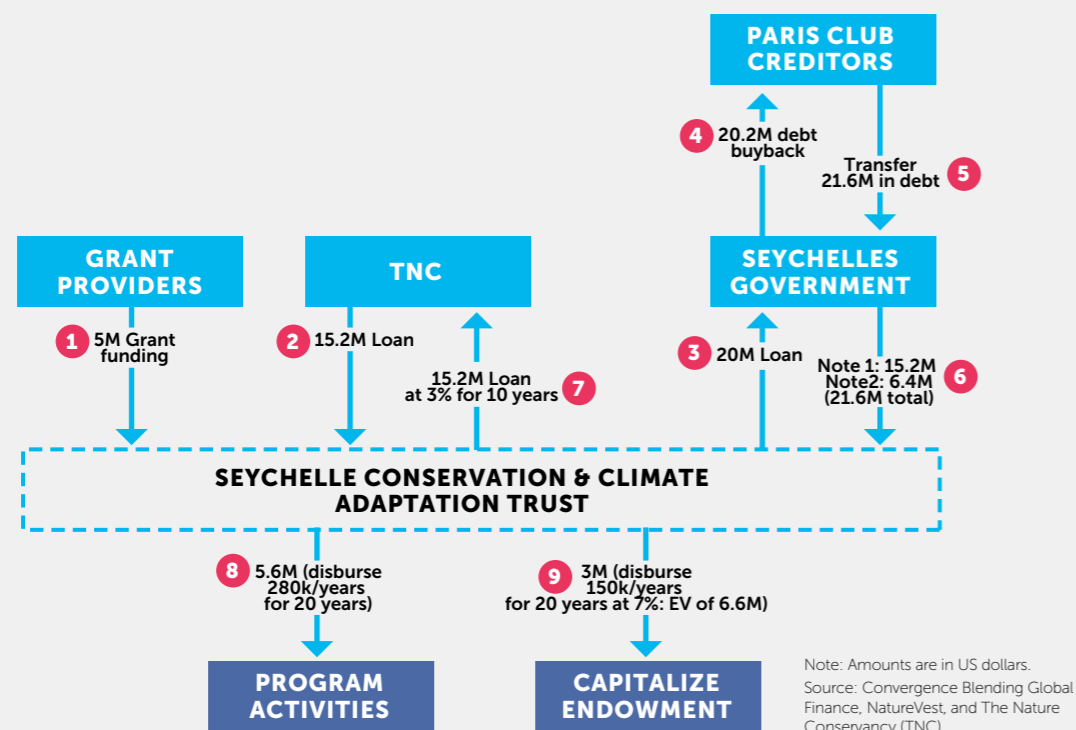 PARIS CLUB
CREDITORS
4
20.2M debt
buyback
Transfer
21.6M in debt
5
GRANT
PROVIDERS
TNC
SEYCHELLES
GOVERNMENT
1
5M Grant
funding
2
15.2M Loan
15.2M Loan
at 3% for 10 years
7
3
20M Loan
Note 1: 15.2M
Note2: 6.4M
(21.6M total)
6
SEYCHELLE CONSERVATION & CLIMATE
ADAPTATION TRUST
8
5.6M (disburse
280k/years
for 20 years)
9
3M (disburse
150k/years
for 20 years at 7%: EV of 6.6M)
PROGRAM
ACTIVITIES
CAPITALIZE
ENDOWMENT
Note: Amounts are in US dollars.
Source: Convergence Blending Global
Finance, NatureVest, and The Nature
Conservancy (TNC)